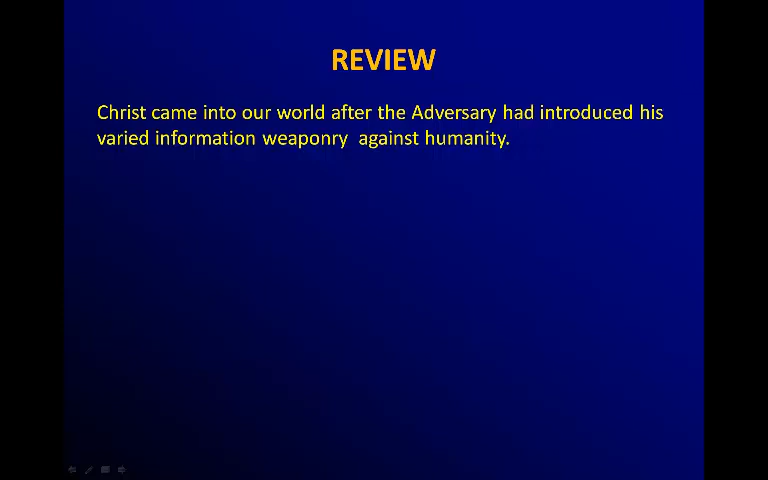 REVIEW
Christ came into our world after the Adversary had introduced his
varied information weaponry  against humanity.